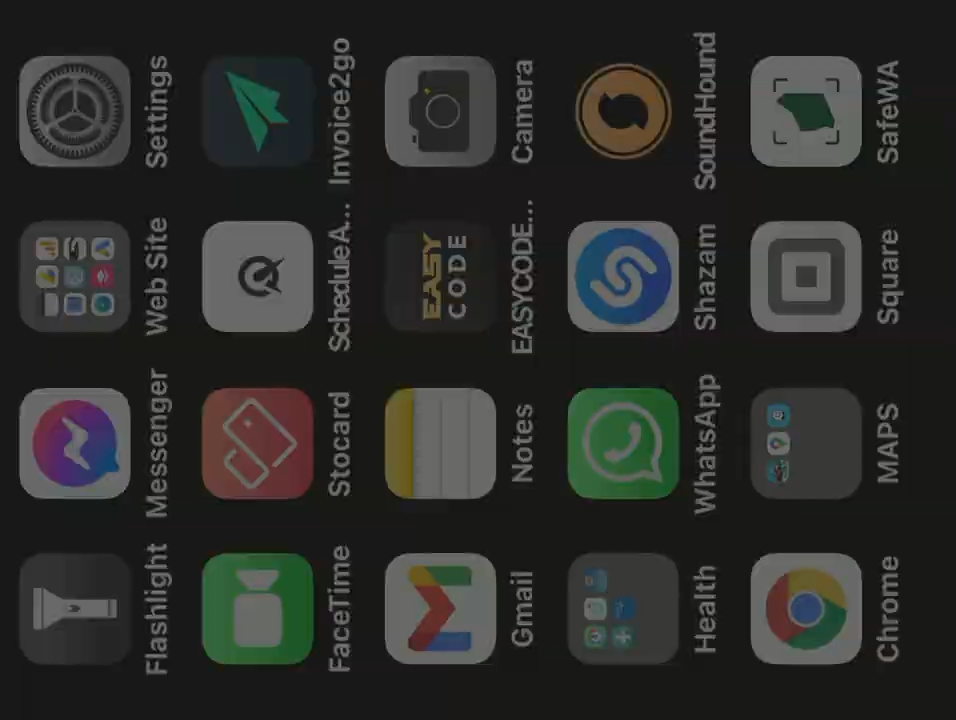 Flashlight Messenger Web Site Settings
FaceTime Stocard ScheduleA... Invoice2go
EASY
CODE
Gmail Notes EASYCODE... Camera
Health WhatsApp Shazam SoundHound
Chrome MAPS Square SafeWA